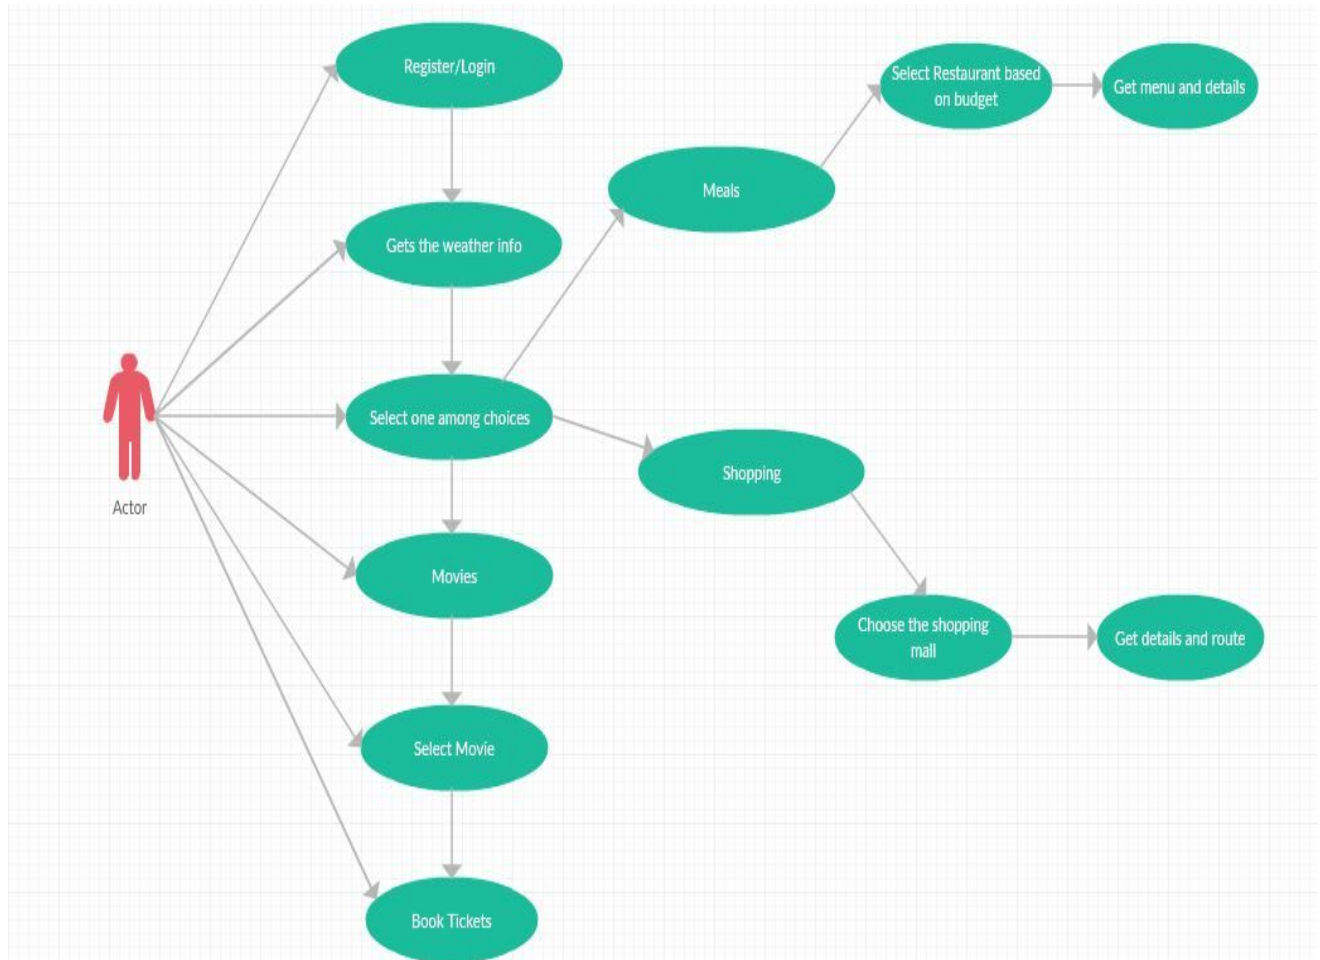 Register/Login
Select Restaurant based
on budget
Get menu and details
Meals
Gets the weather info
Select one among choices
Shopping
Actor
Movies
Choose the shopping
mall
Get details and route
Select Movie
Book Tickets